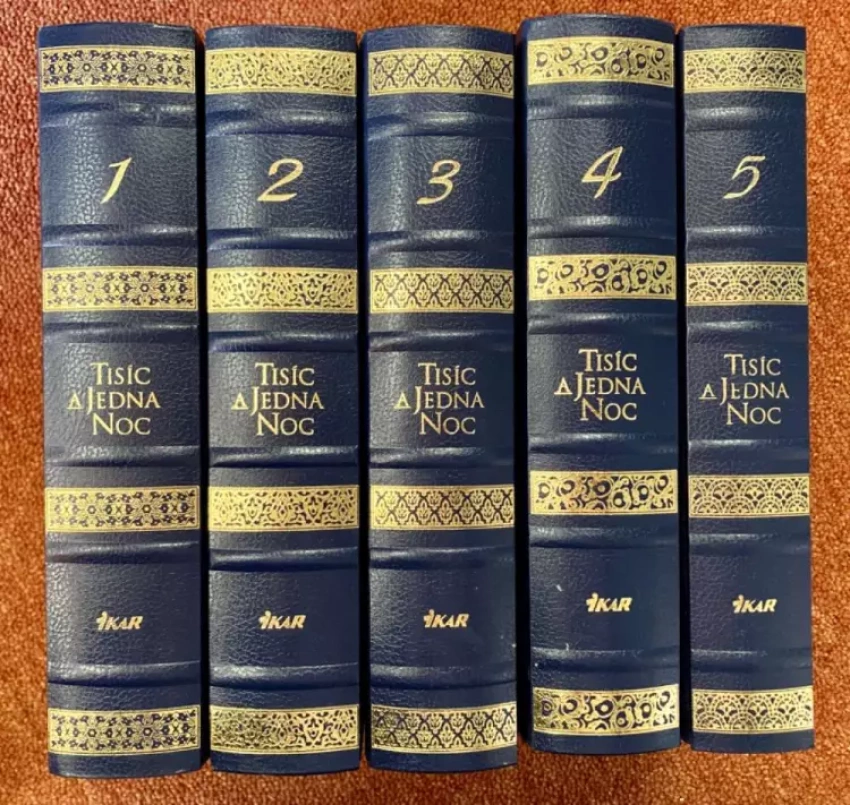 1
TISÍC
A JEDNA
NOC
IKAR
2
TISÍC
A JEDNA
NOC
IKAR
3
TISÍC
A JEDNA
NOC
IKAR
4
TISÍC
A JEDNA
NOC
IKAR
5
TISÍC
A JEDNA
NOC
IKAR